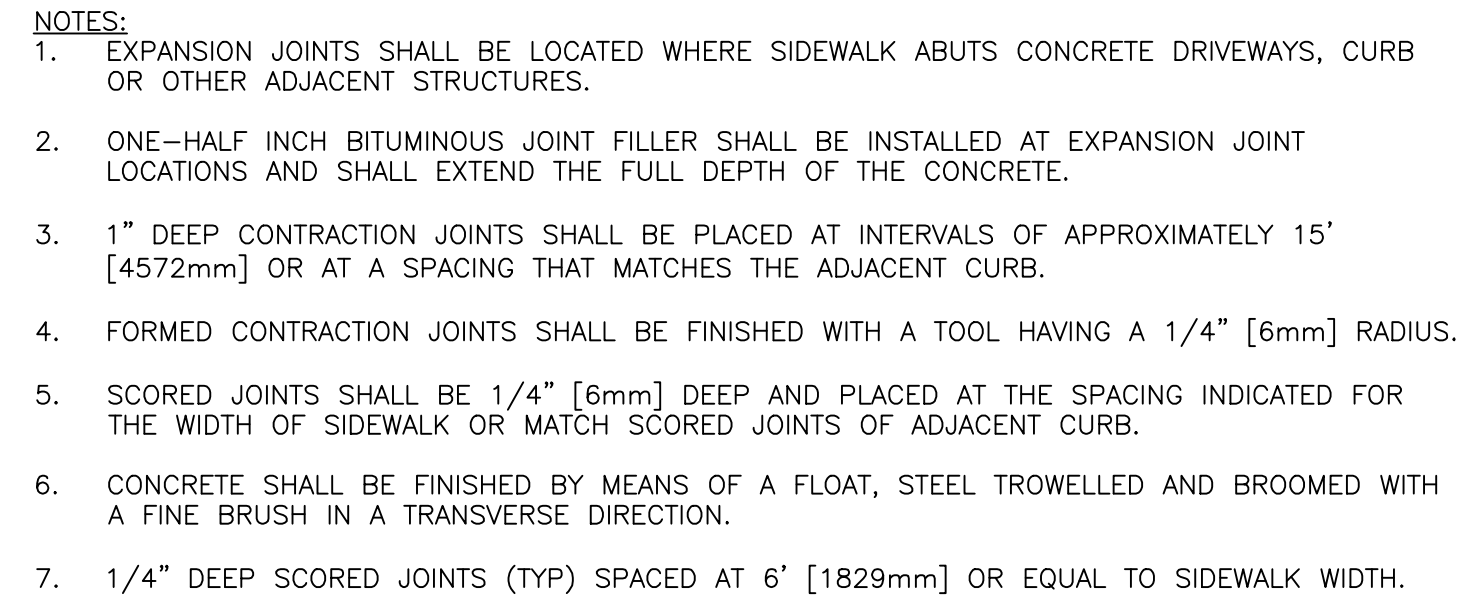 NOTES:
1. EXPANSION JOINTS SHALL BE LOCATED WHERE SIDEWALK ABUTS CONCRETE DRIVEWAYS, CURB
OR OTHER ADJACENT STRUCTURES.
2. ONE-HALF INCH BITUMINOUS JOINT FILLER SHALL BE INSTALLED AT EXPANSION JOINT
LOCATIONS AND SHALL EXTEND THE FULL DEPTH OF THE CONCRETE.
3. 1" DEEP CONTRACTION JOINTS SHALL BE PLACED AT INTERVALS OF APPROXIMATELY 15'
[4572mm] OR AT A SPACING THAT MATCHES THE ADJACENT CURB.
4. FORMED CONTRACTION JOINTS SHALL BE FINISHED WITH A TOOL HAVING A 1/4" [6mm] RADIUS.
5. SCORED JOINTS SHALL BE 1/4" [6mm] DEEP AND PLACED AT THE SPACING INDICATED FOR
THE WIDTH OF SIDEWALK OR MATCH SCORED JOINTS OF ADJACENT CURB.
6. CONCRETE SHALL BE FINISHED BY MEANS OF A FLOAT, STEEL TROWELLED AND BROOMED WITH
A FINE BRUSH IN A TRANSVERSE DIRECTION.
7. 1/4" DEEP SCORED JOINTS (TYP) SPACED AT 6' [1829mm] OR EQUAL TO SIDEWALK WIDTH.